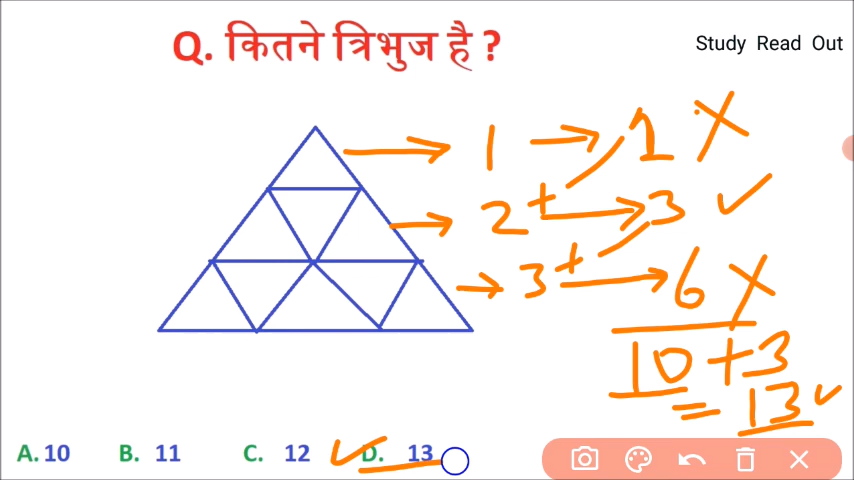 Q. कितने त्रिभुज है ?
Study Read Out
1 → 1 X
2 + → 3 ✓
3 + → 6 X
10 + 3
= 13 ✓
A. 10 B. 11 C. 12 D. 13